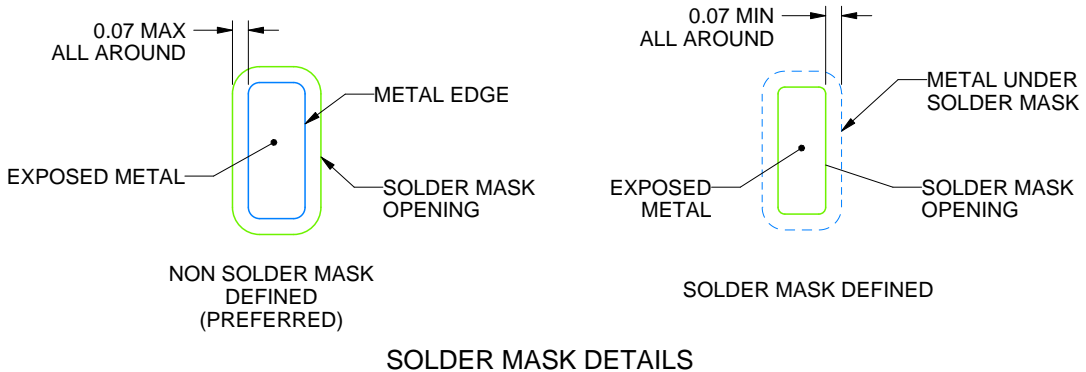 0.07 MAX
ALL AROUND
METAL EDGE
EXPOSED METAL
SOLDER MASK
OPENING
NON SOLDER MASK
DEFINED
(PREFERRED)
0.07 MIN
ALL AROUND
METAL UNDER
SOLDER MASK
EXPOSED
METAL
SOLDER MASK
OPENING
SOLDER MASK DEFINED
SOLDER MASK DETAILS